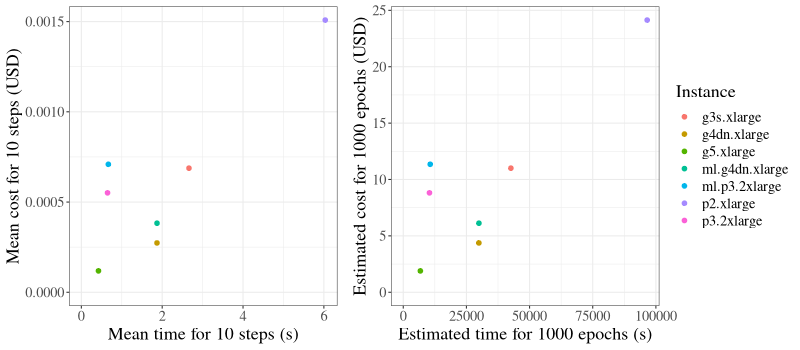 Mean cost for 10 steps (USD)
0.0015
0.0010
0.0005
0.0000
0
2
4
6
Mean time for 10 steps (s)
Estimated cost for 1000 epochs (USD)
25
20
15
10
5
0
0
25000
50000
75000
100000
Estimated time for 1000 epochs (s)
Instance
g3s.xlarge
g4dn.xlarge
g5.xlarge
ml.g4dn.xlarge
ml.p3.2xlarge
p2.xlarge
p3.2xlarge